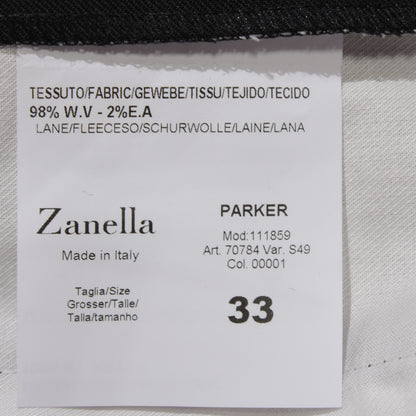 TESSUTO/FABRIC/GEWEBE/TISSU/TEJIDO/TECIDO
98% W.V - 2%E.A
LANE/FLEECESO/SCHURWOLLE/LAINE/LANA
Zanella
Made in Italy
PARKER
Mod:111859
Art. 70784 Var. S49
Col. 00001
Taglia/Size
Grosser/Talle/
Talla/tamanho
33